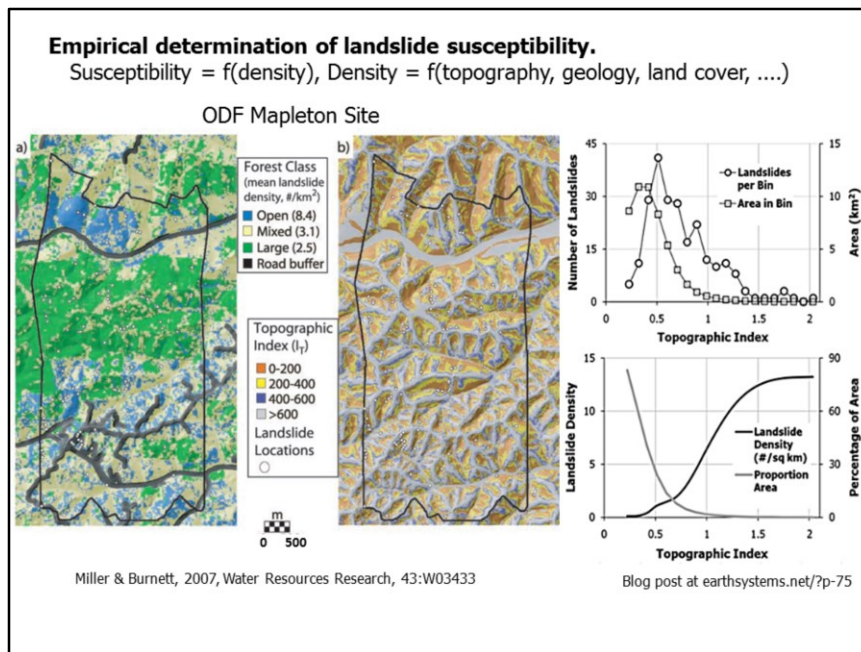 Empirical determination of landslide susceptibility.
Susceptibility = f(density), Density = f(topography, geology, land cover, ....)
ODF Mapleton Site
a)
Forest Class
(mean landslide
density, #/km²)
Open (8.4)
Mixed (3.1)
Large (2.5)
Road buffer
Topographic
Index (I_T)
0-200
200-400
400-600
>600
Landslide
Locations
m
0 500
b)
45
30
15
0
Number of Landslides
Landslides
per Bin
Area in Bin
15
10
5
0
Area (km²)
0 0.5 1 1.5 2
Topographic Index
15
10
5
0
Landslide Density
Landslide
Density
(#/sq km)
Proportion
Area
90
60
30
0
Percentage of Area
0 0.5 1 1.5 2
Topographic Index
Miller & Burnett, 2007, Water Resources Research, 43:W03433
Blog post at earthsystems.net/?p-75